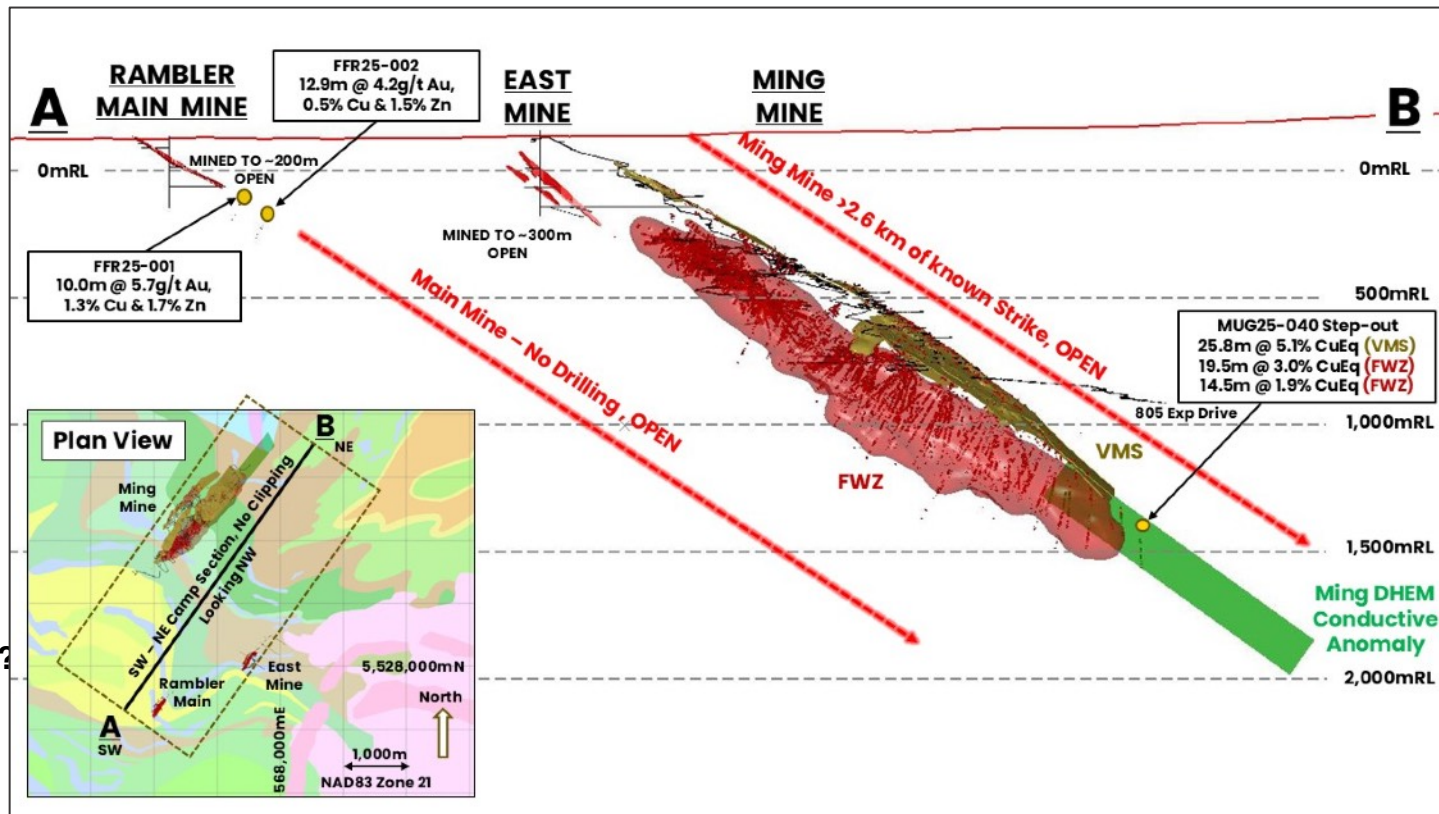 A
RAMBLER
MAIN MINE
FFR25-002
12.9m @ 4.2g/t Au,
0.5% Cu & 1.5% Zn
EAST
MINE
MING
MINE
B
0mRL
MINED TO ~200m
OPEN
0mRL
FFR25-001
10.0m @ 5.7g/t Au,
1.3% Cu & 1.7% Zn
MINED TO ~300m
OPEN
Ming Mine >2.6 km of known Strike, OPEN
Main Mine – No Drilling , OPEN
500mRL
MUG25-040 Step-out
25.8m @ 5.1% CuEq (VMS)
19.5m @ 3.0% CuEq (FWZ)
14.5m @ 1.9% CuEq (FWZ)
805 Exp Drive
1,000mRL
VMS
FWZ
1,500mRL
Ming DHEM
Conductive
Anomaly
2,000mRL
Plan View
B
NE
Ming
Mine
SW – NE Camp Section, No Clipping
Looking NW
East
Mine
5,528,000mN
Rambler
Main
North
A
SW
568,000mE
1,000m
NAD83 Zone 21
?